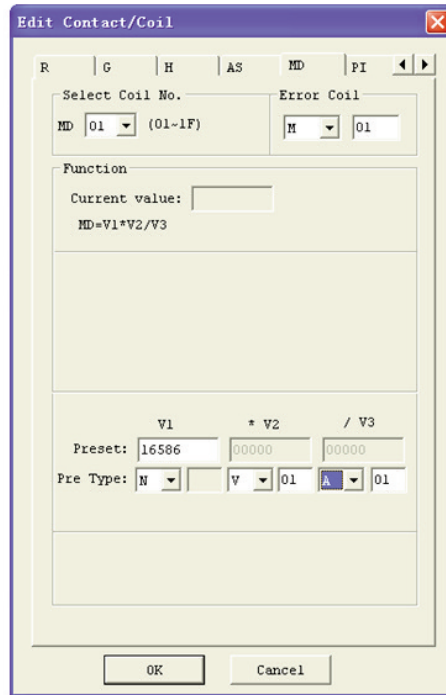 Edit Contact/Coil
R G H AS MD PI
Select Coil No. Error Coil
MD 01 (01~1F) M 01
Function
Current value:
MD=V1*V2/V3
V1 * V2 / V3
Preset: 16586 00000 00000
Pre Type: N V 01 A 01
OK Cancel